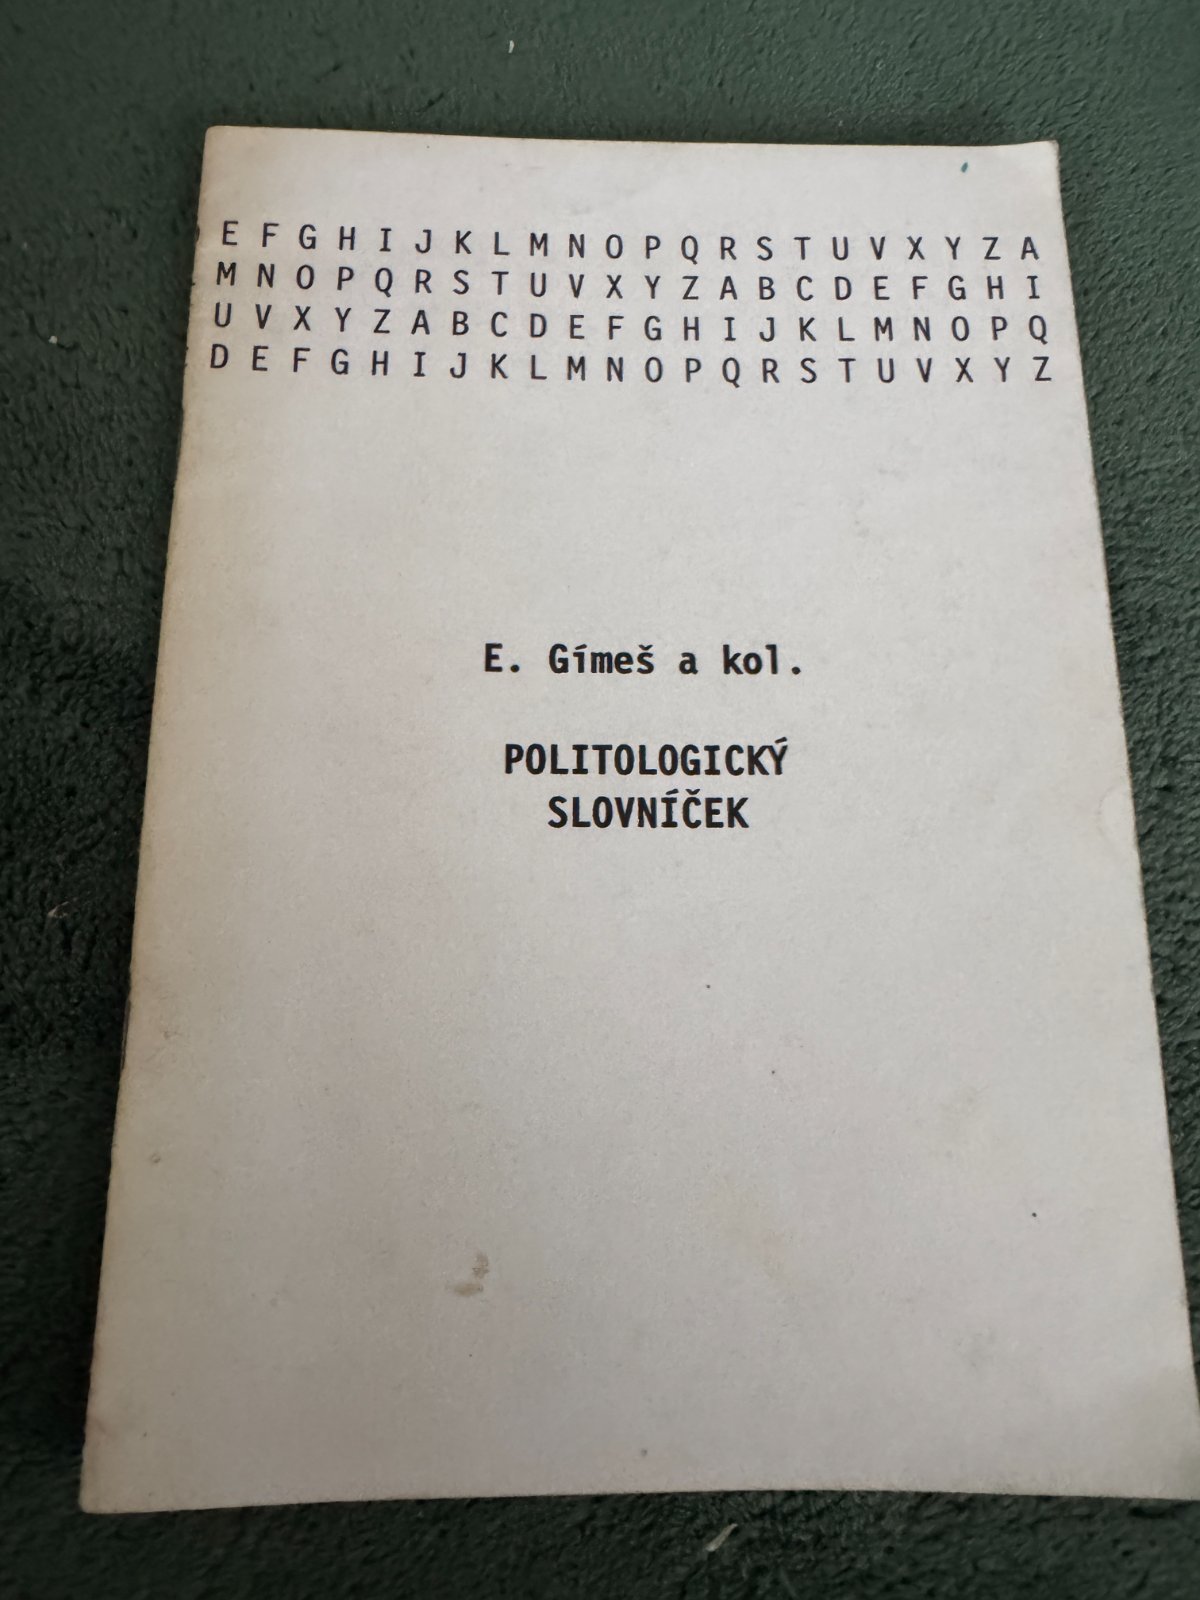 E F G H I J K L M N O P Q R S T U V X Y Z A
M N O P Q R S T U V X Y Z A B C D E F G H I
U V X Y Z A B C D E F G H I J K L M N O P Q
D E F G H I J K L M N O P Q R S T U V X Y Z
E. Gímeš a kol.
POLITOLOGICKÝ
SLOVNÍČEK